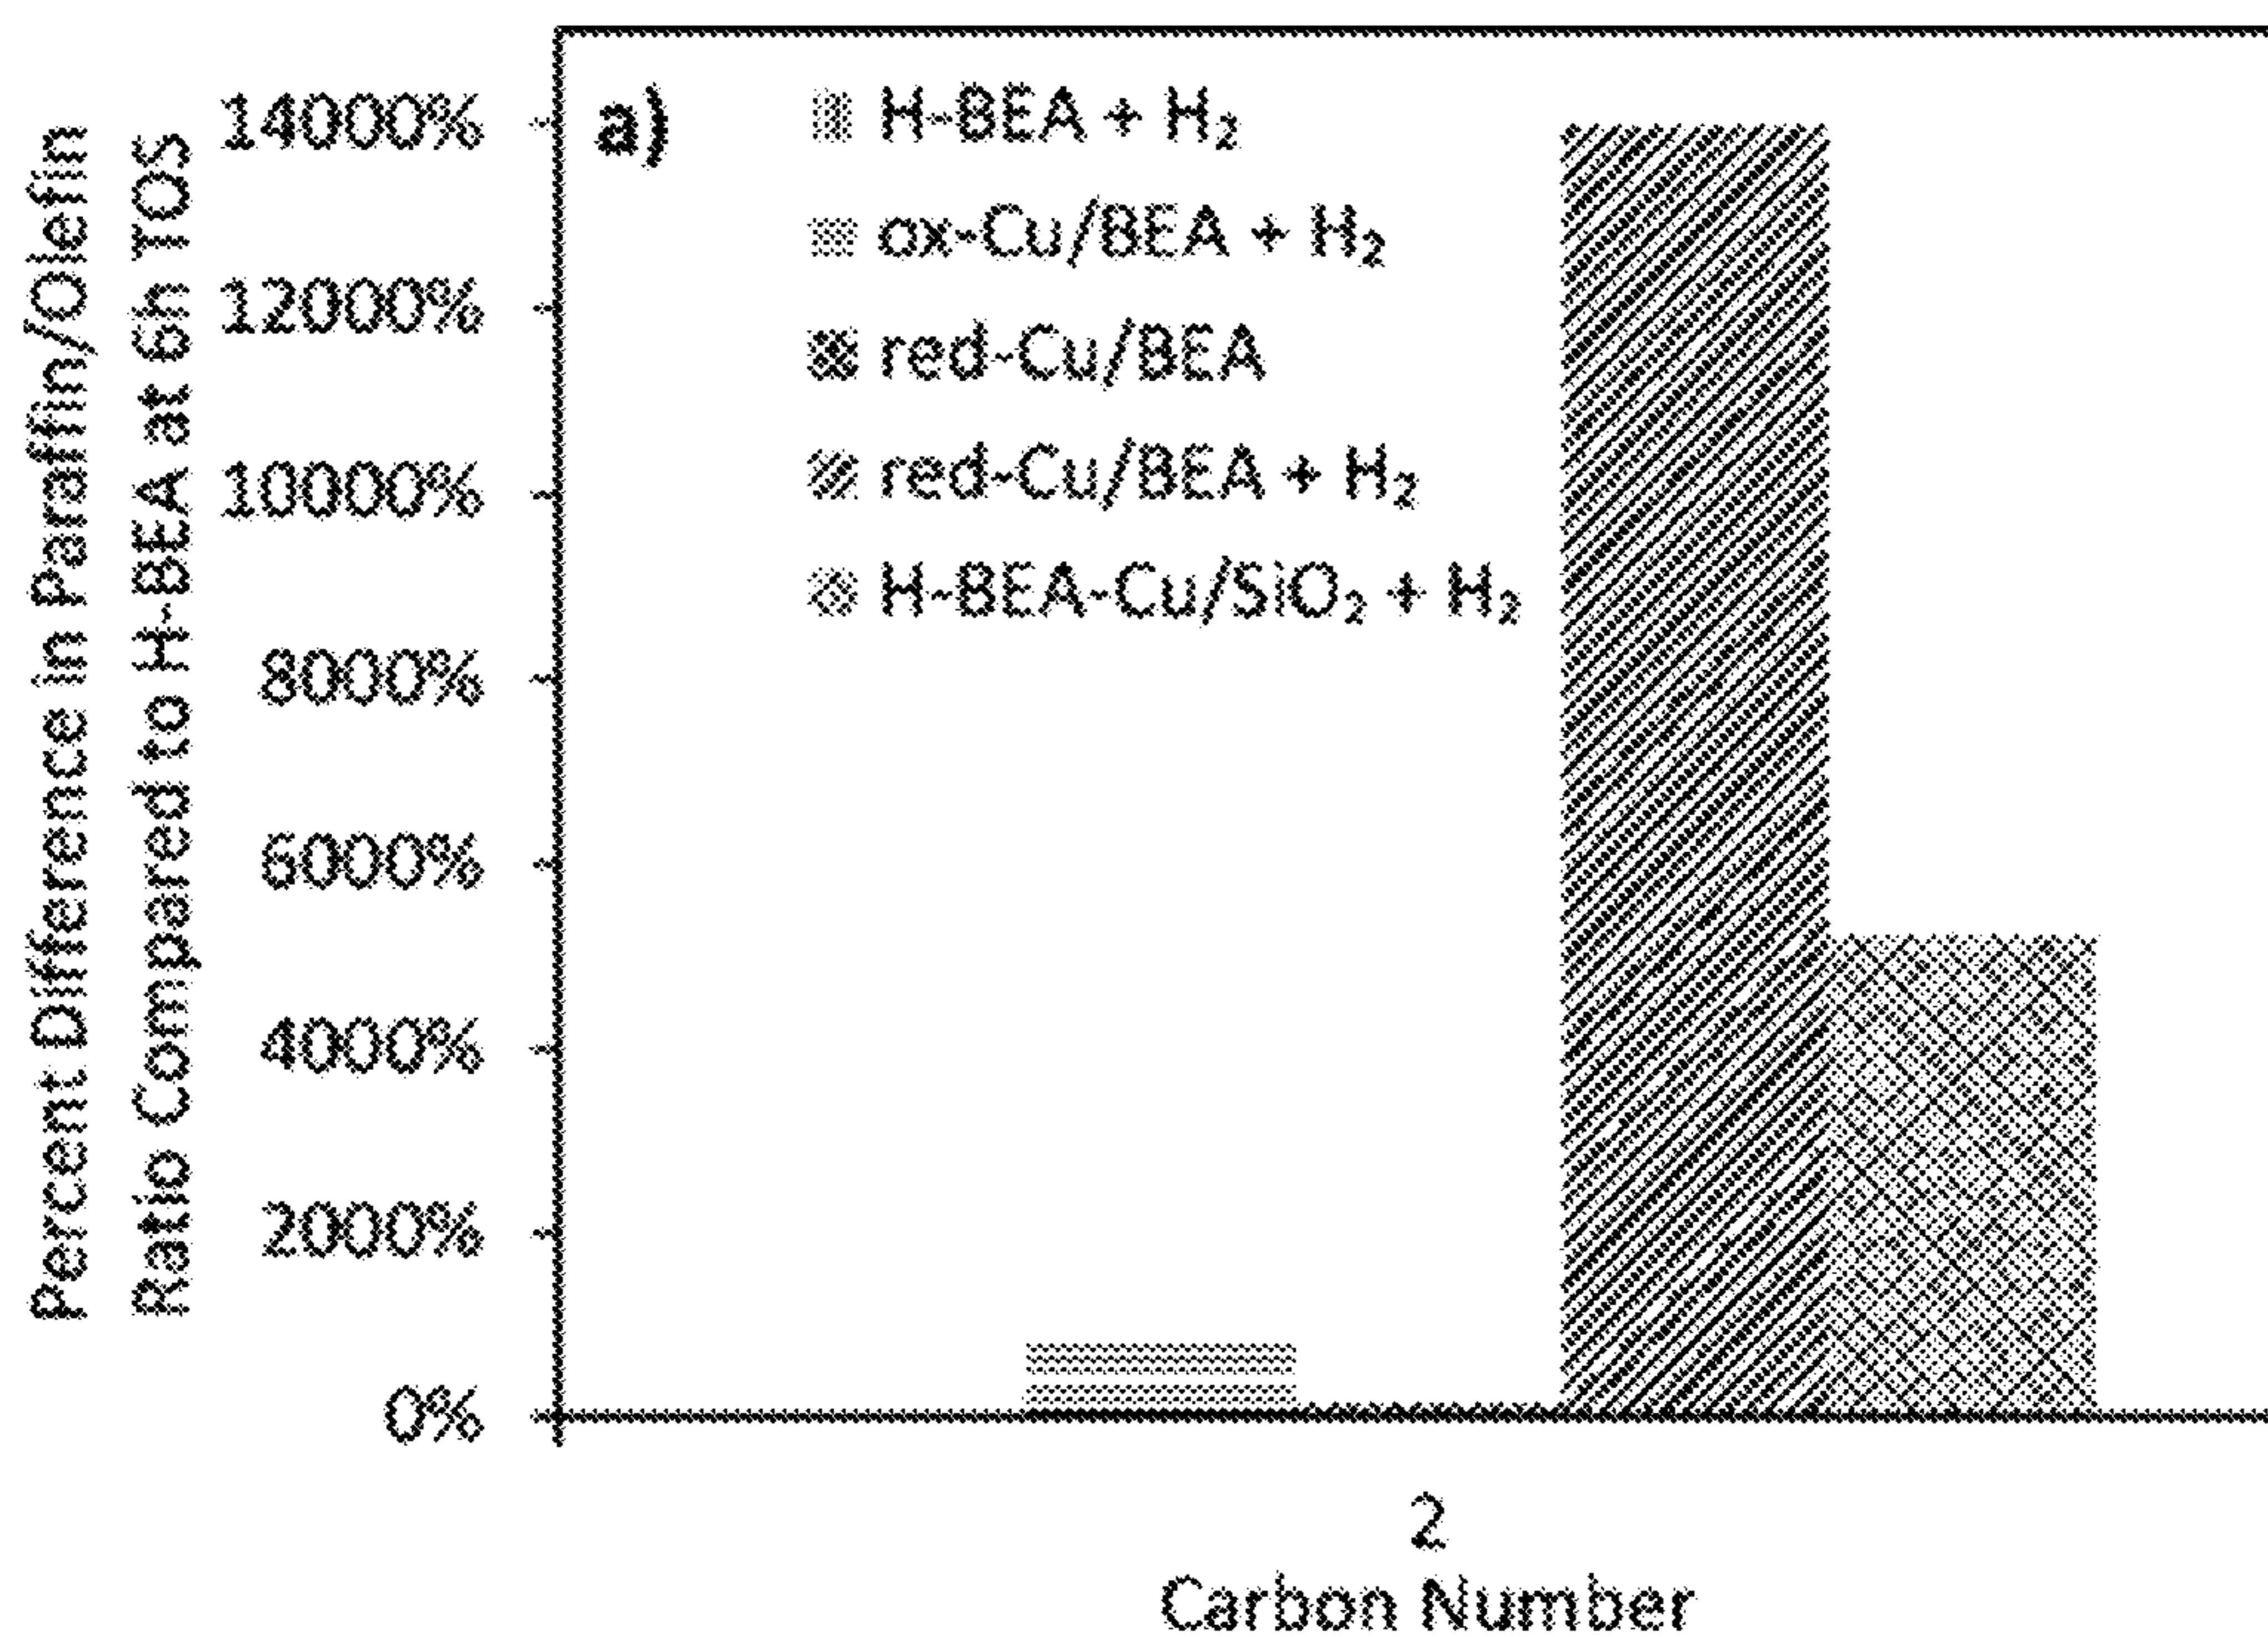 Percent Difference in Paraffin/Olefin
Ratio Compared to H-BEA at 6h TOS
14000%
12000%
10000%
8000%
6000%
4000%
2000%
0%
a)
H-BEA + H₂
ox-Cu/BEA + H₂
red-Cu/BEA
red-Cu/BEA + H₂
H-BEA-Cu/SiO₂ + H₂
2
Carbon Number